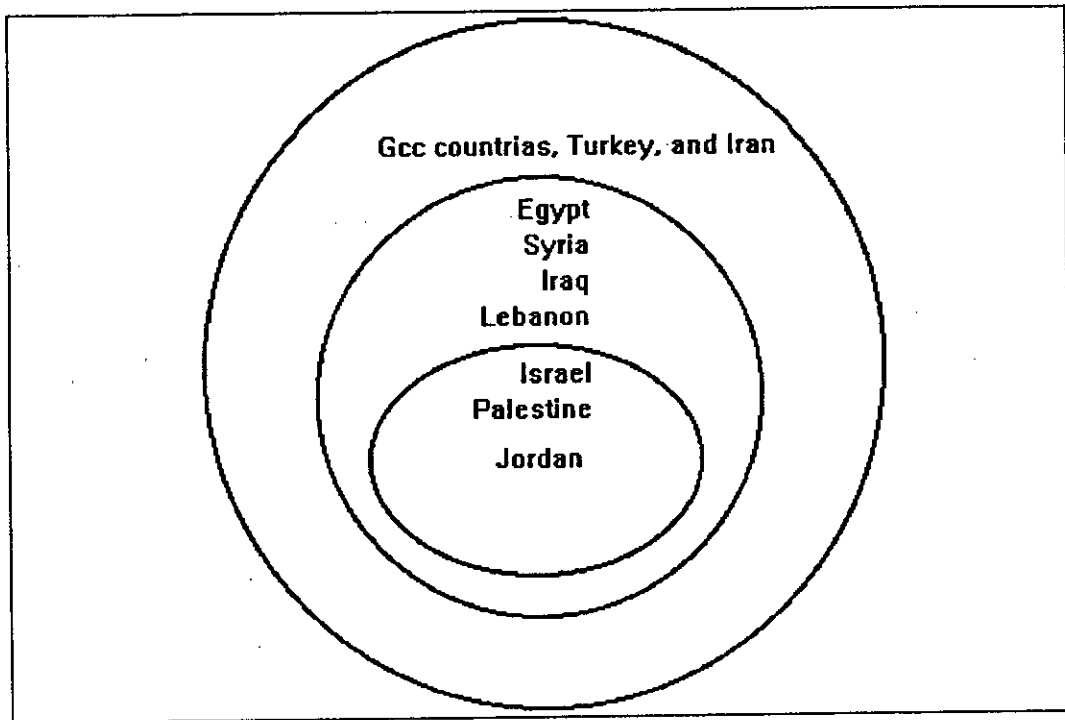 Gcc countrias, Turkey, and Iran
Egypt
Syria
Iraq
Lebanon
Israel
Palestine
Jordan